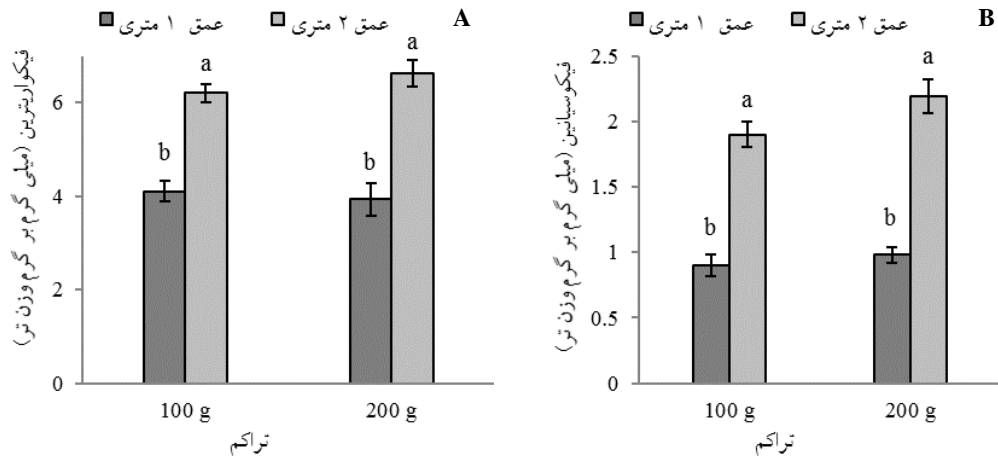 عمق ۱ متری
عمق ۲ متری
A
فیکواریترین (میلی گرم بر گرم وزن تر)
6
4
2
0
b
a
b
a
100 g
200 g
تراکم
عمق ۱ متری
عمق ۲ متری
B
فیکوسیانین (میلی گرم بر گرم وزن تر)
2.5
2
1.5
1
0.5
0
b
a
b
a
100 g
200 g
تراکم